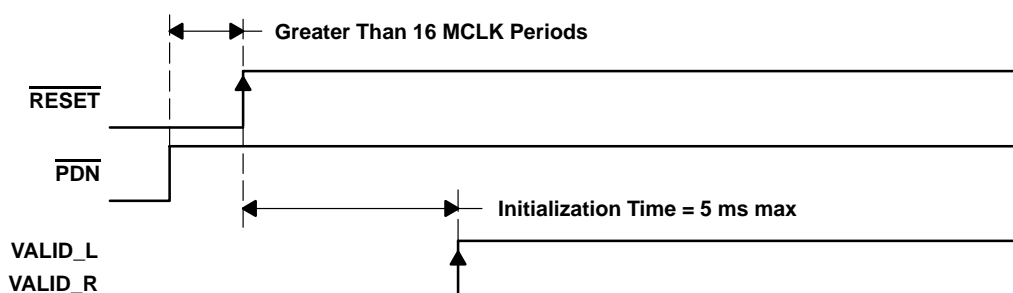 Greater Than 16 MCLK Periods
RESET
PDN
Initialization Time = 5 ms max
VALID_L
VALID_R